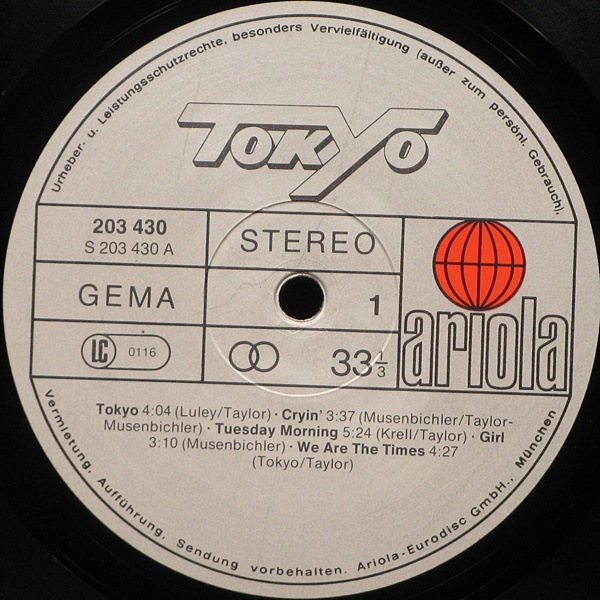 Urheber- u. Leistungsschutzrechte, besonders Vervielfältigung (außer zum persönl. Gebrauch),
TOKYO
203 430
S 203 430 A
STEREO
GEMA
1
LC 0116
33 1/3
ariola
Tokyo 4:04 (Luley/Taylor) · Cryin' 3:37 (Musenbichler/Taylor-
Musenbichler) · Tuesday Morning 5:24 (Krell/Taylor) · Girl
3:10 (Musenbichler) · We Are The Times 4:27
(Tokyo/Taylor)
Vermietung, Aufführung, Sendung vorbehalten. Ariola-Eurodisc GmbH., München